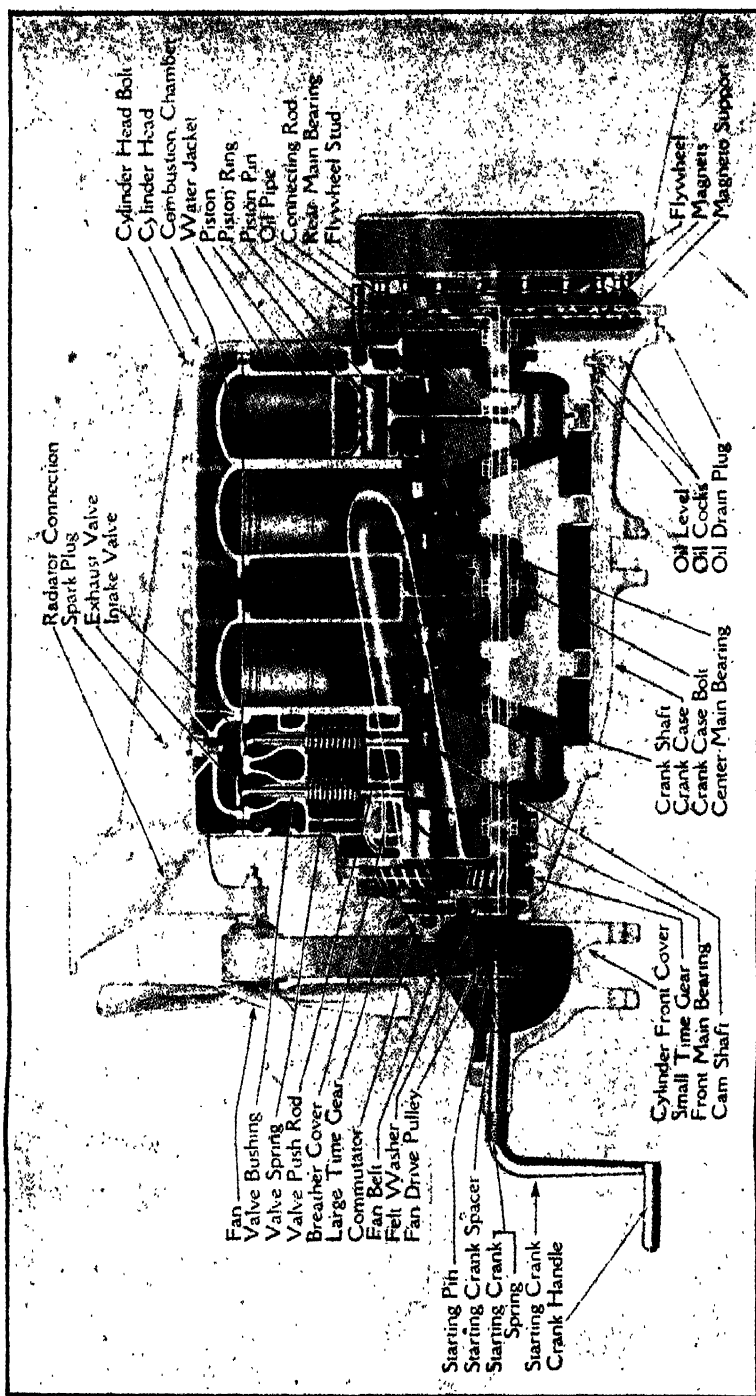 Radiator Connection
Spark Plug
Exhaust Valve
Intake Valve
Cylinder Head Bolt
Cylinder Head
Combustion Chamber
Water Jacket
Piston
Piston Ring
Piston Pin
Oil Pipe
Connecting Rod
Rear Main Bearing
Flywheel Stud
Fan
Valve Bushing
Valve Spring
Valve Push Rod
Breather Cover
Large Time Gear
Commutator
Fan Belt
Felt Washer
Fan Drive Pulley
Starting Pin
Starting Crank Spacer
Starting Crank
Spring
Starting Crank
Crank Handle
Cylinder Front Cover
Small Time Gear
Front Main Bearing
Cam Shaft
Crank Shaft
Crank Case
Crank Case Bolt
Center Main Bearing
Oil Level
Oil Cocks
Oil Drain Plug
Flywheel
Magnets
Magneto Support